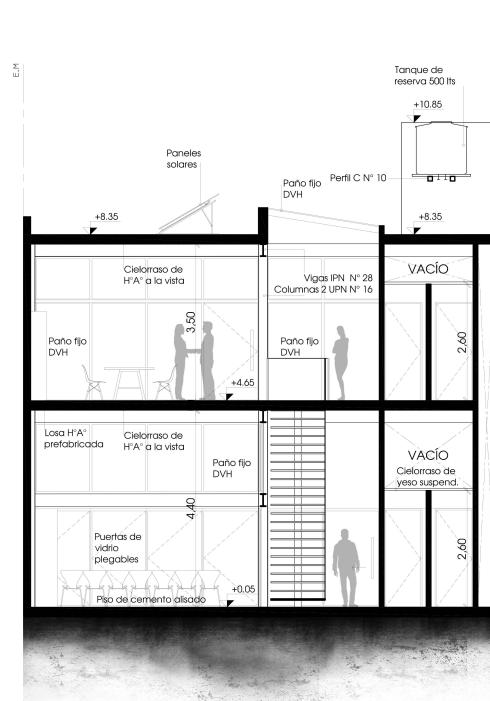 E.M
Tanque de
reserva 500 lts
+10.85
Paneles
solares
Paño fijo
DVH
Perfil C N° 10
+8.35
+8.35
Cielorraso de
H°A° a la vista
Vigas IPN N° 28
Columnas 2 UPN N° 16
VACÍO
3,50
Paño fijo
DVH
Paño fijo
DVH
2,60
+4.65
Losa H°A°
prefabricada
Cielorraso de
H°A° a la vista
Paño fijo
DVH
VACÍO
Cielorraso de
yeso suspend.
4,40
Puertas de
vidrio
plegables
2,60
+0.05
Piso de cemento alisado